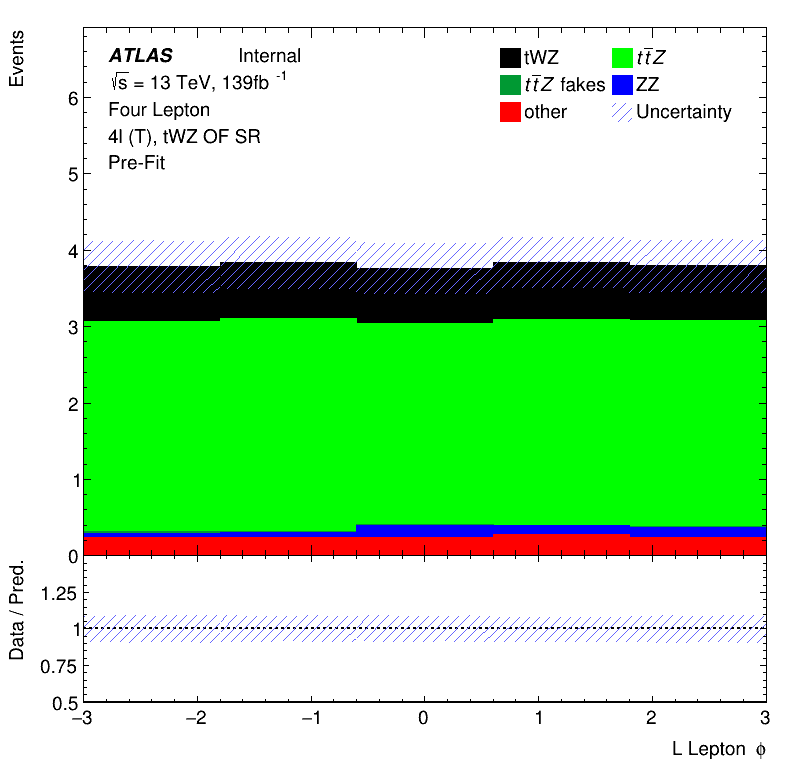 Events
ATLAS Internal
√s = 13 TeV, 139fb⁻¹
Four Lepton
4l (T), tWZ OF SR
Pre-Fit
tWZ
tt̄Z
tt̄Z fakes
ZZ
other
Uncertainty
6
5
4
3
2
1
0
Data / Pred.
1.25
1
0.75
0.5
−3 −2 −1 0 1 2 3
L Lepton ϕ